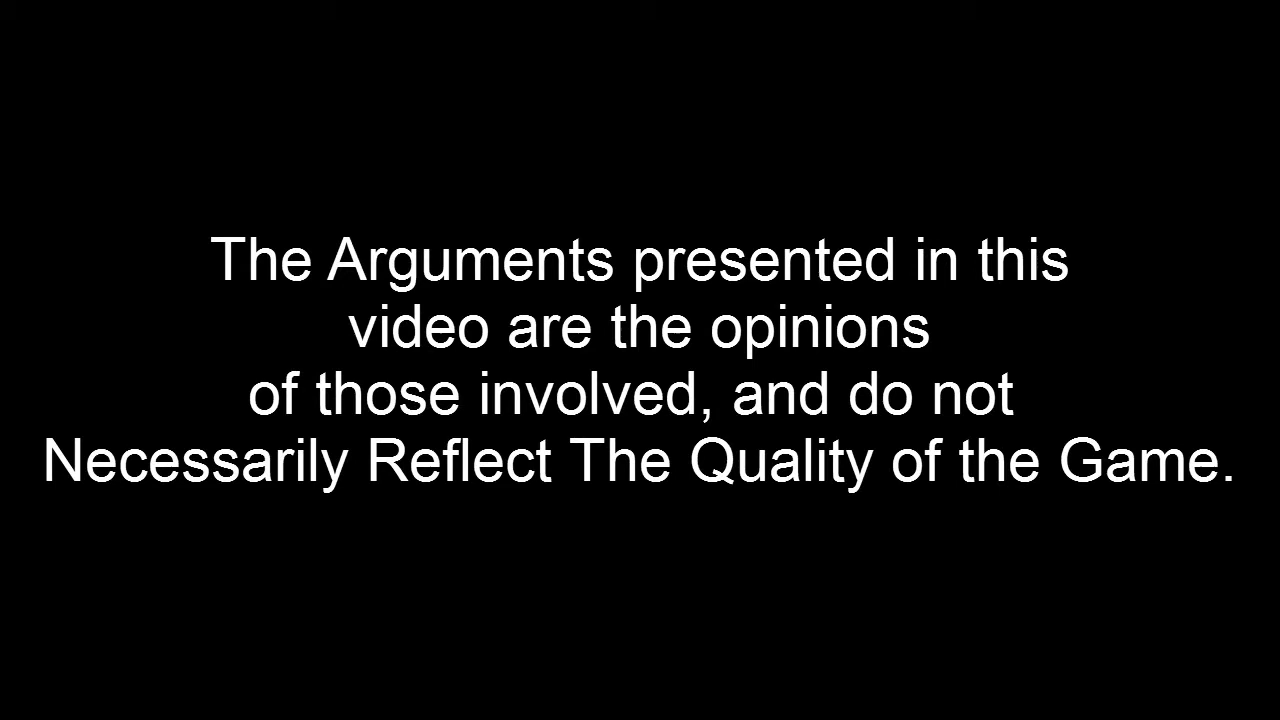 The Arguments presented in this
video are the opinions
of those involved, and do not
Necessarily Reflect The Quality of the Game.